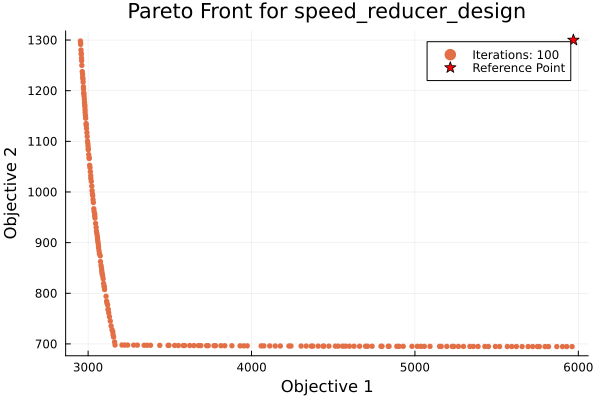 Pareto Front for speed_reducer_design
1300
1200
1100
1000
900
800
700
Objective 2
Iterations: 100
Reference Point
3000
4000
5000
6000
Objective 1